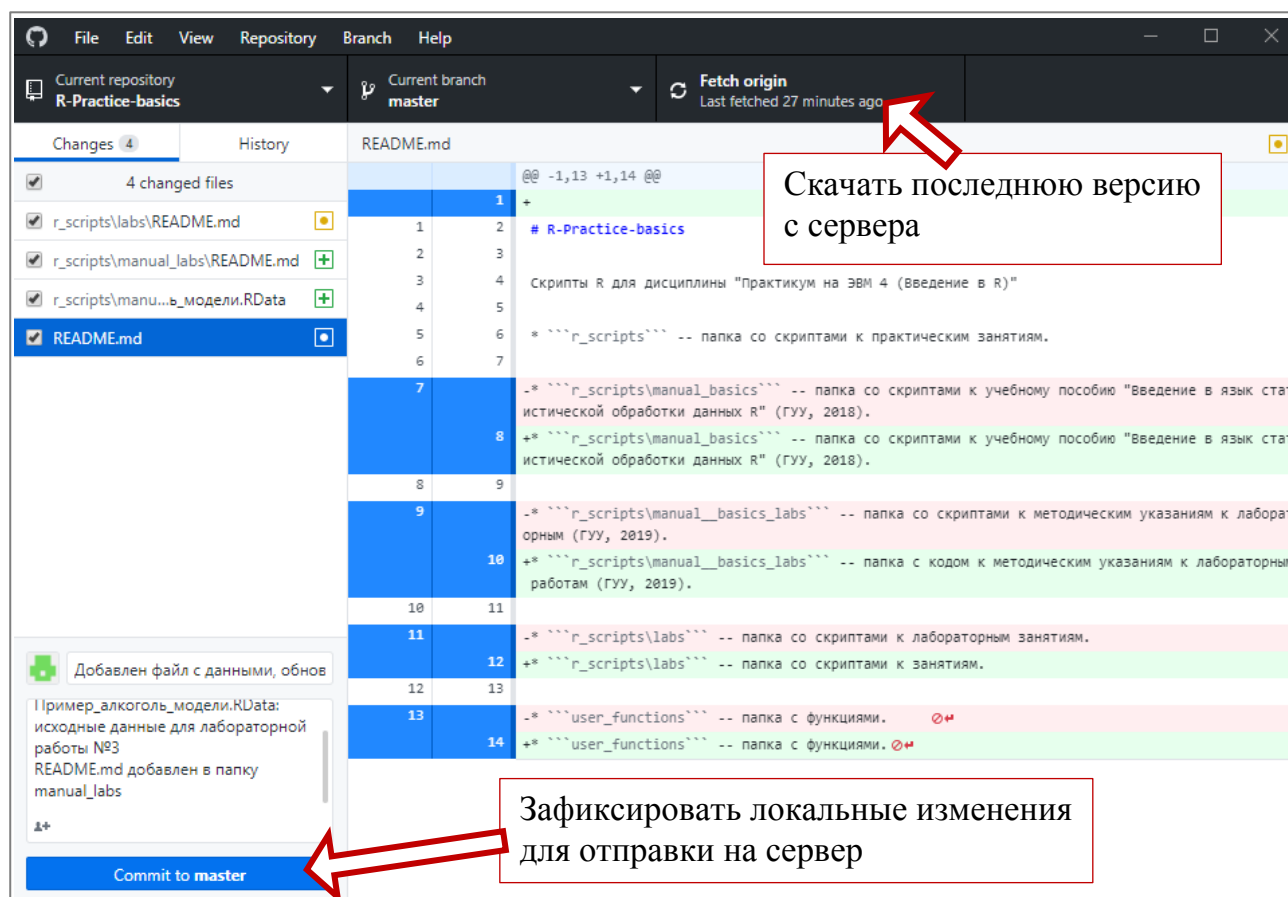 File Edit View Repository Branch Help
Current repository
R-Practice-basics
Current branch
master
Fetch origin
Last fetched 27 minutes ago
Changes 4 History
README.md
4 changed files
r_scripts\labs\README.md
r_scripts\manual_labs\README.md
r_scripts\manu...ь_модели.RData
README.md
@@ -1,13 +1,14 @@
1 +
1 2 # R-Practice-basics
2 3
3 4 Скрипты R для дисциплины "Практикум на ЭВМ 4 (Введение в R)"
4 5
5 6 * ```r_scripts``` -- папка со скриптами к практическим занятиям.
6 7
7 -* ```r_scripts\manual_basics``` -- папка со скриптами к учебному пособию "Введение в язык стат
истической обработки данных R" (ГУУ, 2018).
8 +* ```r_scripts\manual_basics``` -- папка со скриптами к учебному пособию "Введение в язык стат
истической обработки данных R" (ГУУ, 2018).
8 9
9 -* ```r_scripts\manual__basics_labs``` -- папка со скриптами к методическим указаниям к лаборат
орным (ГУУ, 2019).
10 +* ```r_scripts\manual__basics_labs``` -- папка с кодом к методическим указаниям к лабораторным
работам (ГУУ, 2019).
10 11
11 -* ```r_scripts\labs``` -- папка со скриптами к лабораторным занятиям.
12 +* ```r_scripts\labs``` -- папка со скриптами к занятиям.
12 13
13 -* ```user_functions``` -- папка с функциями.
14 +* ```user_functions``` -- папка с функциями.
Скачать последнюю версию
с сервера
Добавлен файл с данными, обнов
Пример_алкоголь_модели.RData:
исходные данные для лабораторной
работы №3
README.md добавлен в папку
manual_labs
Commit to master
Зафиксировать локальные изменения
для отправки на сервер